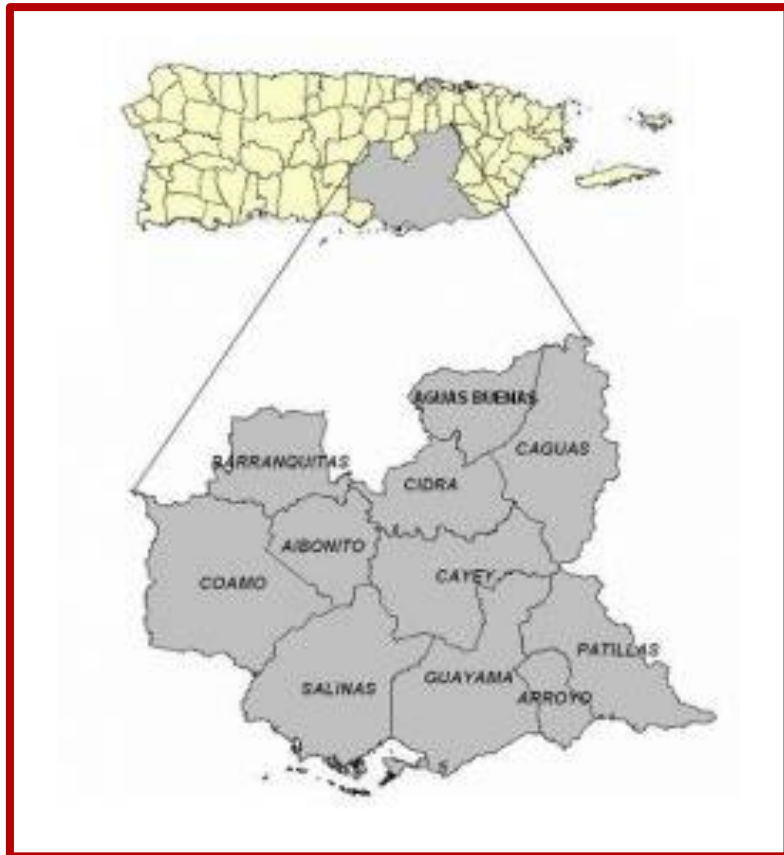 AGUAS BUENAS
CAGUAS
BARRANQUITAS
CIDRA
AIBONITO
CAYEY
COAMO
PATILLAS
GUAYAMA
SALINAS
ARROYO